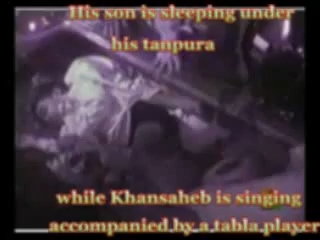 His son is sleeping under
his tanpura
while Khansaheb is singing
accompanied by a tabla player